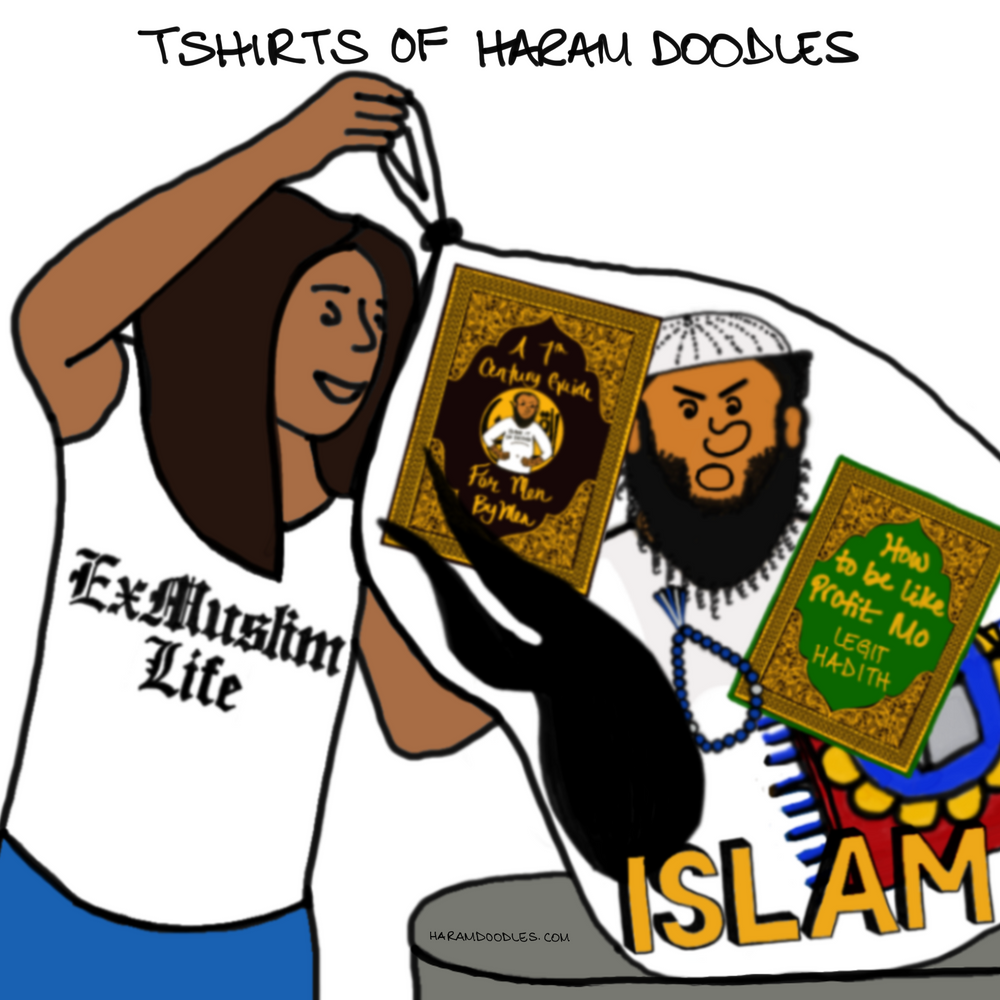 TSHIRTS OF HARAM DOODLES
A 7th
Century Guide
For Men
By Men
How
to be like
Profit Mo
LEGIT
HADITH
ExMuslim
Life
ISLAM
HARAMDOODLES.COM